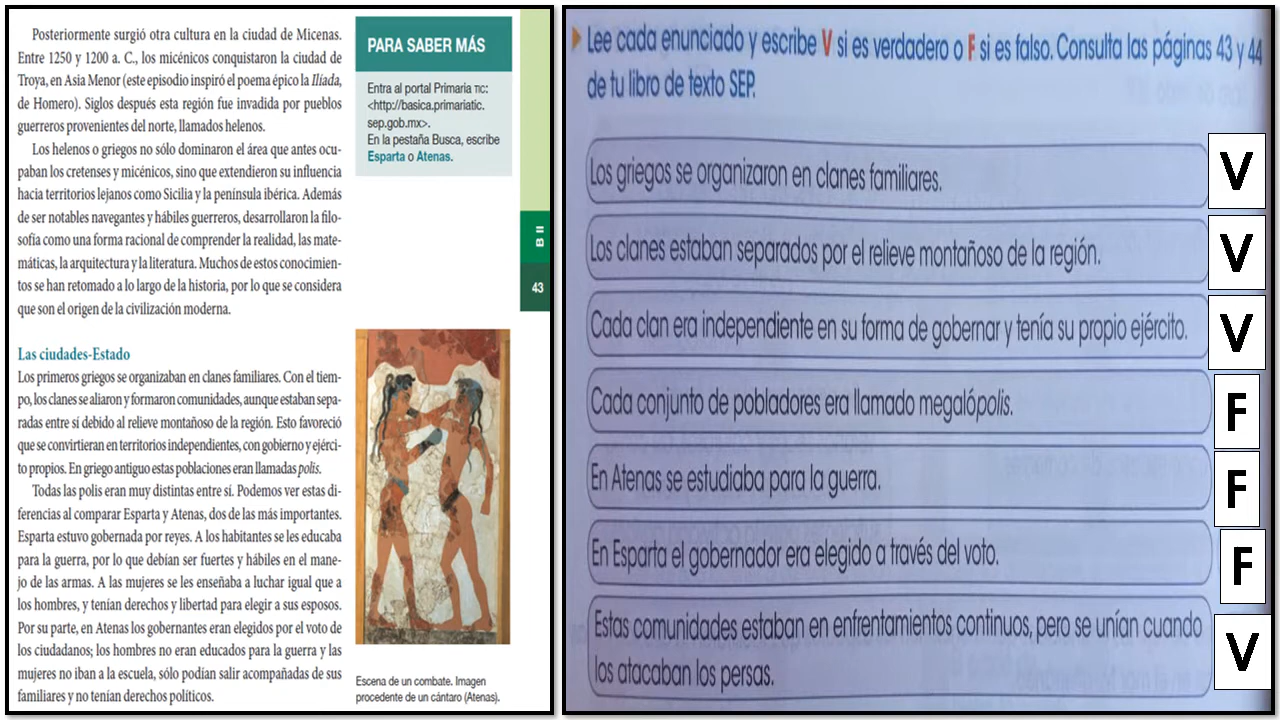 Posteriormente surgió otra cultura en la ciudad de Micenas.
Entre 1250 y 1200 a. C., los micénicos conquistaron la ciudad de
Troya, en Asia Menor (este episodio inspiró el poema épico la Ilíada,
de Homero). Siglos después esta región fue invadida por pueblos
guerreros provenientes del norte, llamados helenos.
Los helenos o griegos no sólo dominaron el área que antes ocu-
paban los cretenses y micénicos, sino que extendieron su influencia
hacia territorios lejanos como Sicilia y la península ibérica. Además
de ser notables navegantes y hábiles guerreros, desarrollaron la filo-
sofía como una forma racional de comprender la realidad, las mate-
máticas, la arquitectura y la literatura. Muchos de estos conocimien-
tos se han retomado a lo largo de la historia, por lo que se considera
que son el origen de la civilización moderna.
Las ciudades-Estado
Los primeros griegos se organizaban en clanes familiares. Con el tiem-
po, los clanes se aliaron y formaron comunidades, aunque estaban sepa-
radas entre sí debido al relieve montañoso de la región. Esto favoreció
que se convirtieran en territorios independientes, con gobierno y ejérci-
to propios. En griego antiguo estas poblaciones eran llamadas polis.
Todas las polis eran muy distintas entre sí. Podemos ver estas di-
ferencias al comparar Esparta y Atenas, dos de las más importantes.
Esparta estuvo gobernada por reyes. A los habitantes se les educaba
para la guerra, por lo que debían ser fuertes y hábiles en el mane-
jo de las armas. A las mujeres se les enseñaba a luchar igual que a
los hombres, y tenían derechos y libertad para elegir a sus esposos.
Por su parte, en Atenas los gobernantes eran elegidos por el voto de
los ciudadanos; los hombres no eran educados para la guerra y las
mujeres no iban a la escuela, sólo podían salir acompañadas de sus
familiares y no tenían derechos políticos.
PARA SABER MÁS
Entra al portal Primaria TIC:
<http://basica.primariatic.
sep.gob.mx>.
En la pestaña Busca, escribe
Esparta o Atenas.
B II
43
Escena de un combate. Imagen
procedente de un cántaro (Atenas).
Lee cada enunciado y escribe V si es verdadero o F si es falso. Consulta las páginas 43 y 44
de tu libro de texto SEP.
Los griegos se organizaron en clanes familiares. V
Los clanes estaban separados por el relieve montañoso de la región. V
Cada clan era independiente en su forma de gobernar y tenía su propio ejército. V
Cada conjunto de pobladores era llamado megalópolis. F
En Atenas se estudiaba para la guerra. F
En Esparta el gobernador era elegido a través del voto. F
Estas comunidades estaban en enfrentamientos continuos, pero se unían cuando
los atacaban los persas. V